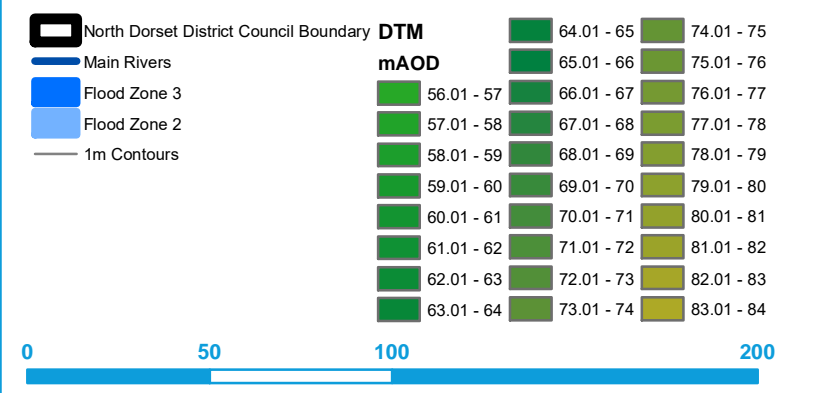 North Dorset District Council Boundary
Main Rivers
Flood Zone 3
Flood Zone 2
1m Contours
DTM
mAOD
56.01 - 57
57.01 - 58
58.01 - 59
59.01 - 60
60.01 - 61
61.01 - 62
62.01 - 63
63.01 - 64
64.01 - 65
65.01 - 66
66.01 - 67
67.01 - 68
68.01 - 69
69.01 - 70
70.01 - 71
71.01 - 72
72.01 - 73
73.01 - 74
74.01 - 75
75.01 - 76
76.01 - 77
77.01 - 78
78.01 - 79
79.01 - 80
80.01 - 81
81.01 - 82
82.01 - 83
83.01 - 84
0 50 100 200